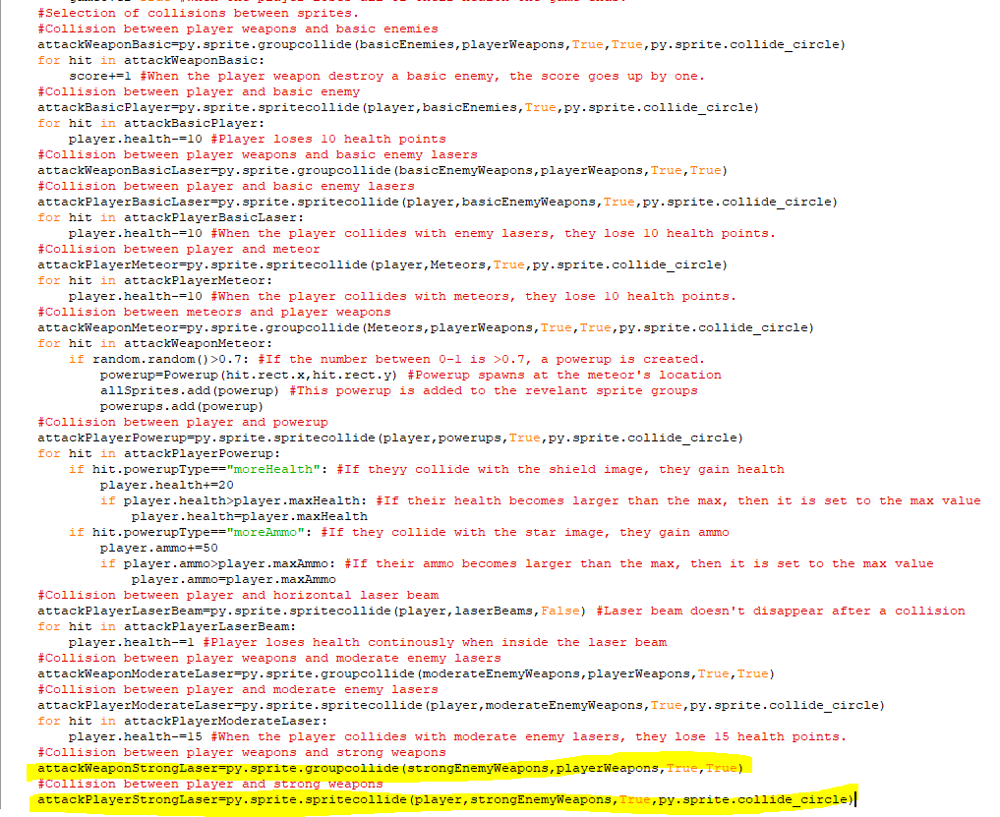 #Selection of collisions between sprites.
#Collision between player weapons and basic enemies
attackWeaponBasic=py.sprite.groupcollide(basicEnemies,playerWeapons,True,True,py.sprite.collide_circle)
for hit in attackWeaponBasic:
    score+=1 #When the player weapon destroy a basic enemy, the score goes up by one.
#Collision between player and basic enemy
attackBasicPlayer=py.sprite.spritecollide(player,basicEnemies,True,py.sprite.collide_circle)
for hit in attackBasicPlayer:
    player.health-=10 #Player loses 10 health points
#Collision between player weapons and basic enemy lasers
attackWeaponBasicLaser=py.sprite.groupcollide(basicEnemyWeapons,playerWeapons,True,True)
#Collision between player and basic enemy lasers
attackPlayerBasicLaser=py.sprite.spritecollide(player,basicEnemyWeapons,True,py.sprite.collide_circle)
for hit in attackPlayerBasicLaser:
    player.health-=10 #When the player collides with enemy lasers, they lose 10 health points.
#Collision between player and meteor
attackPlayerMeteor=py.sprite.spritecollide(player,Meteors,True,py.sprite.collide_circle)
for hit in attackPlayerMeteor:
    player.health-=10 #When the player collides with meteors, they lose 10 health points.
#Collision between meteors and player weapons
attackWeaponMeteor=py.sprite.groupcollide(Meteors,playerWeapons,True,True,py.sprite.collide_circle)
for hit in attackWeaponMeteor:
    if random.random()>0.7: #If the number between 0-1 is >0.7, a powerup is created.
        powerup=Powerup(hit.rect.x,hit.rect.y) #Powerup spawns at the meteor's location
        allSprites.add(powerup) #This powerup is added to the revelant sprite groups
        powerups.add(powerup)
#Collision between player and powerup
attackPlayerPowerup=py.sprite.spritecollide(player,powerups,True,py.sprite.collide_circle)
for hit in attackPlayerPowerup:
    if hit.powerupType=="moreHealth": #If theyy collide with the shield image, they gain health
        player.health+=20
        if player.health>player.maxHealth: #If their health becomes larger than the max, then it is set to the max value
            player.health=player.maxHealth
    if hit.powerupType=="moreAmmo": #If they collide with the star image, they gain ammo
        player.ammo+=50
        if player.ammo>player.maxAmmo: #If their ammo becomes larger than the max, then it is set to the max value
            player.ammo=player.maxAmmo
#Collision between player and horizontal laser beam
attackPlayerLaserBeam=py.sprite.spritecollide(player,laserBeams,False) #Laser beam doesn't disappear after a collision
for hit in attackPlayerLaserBeam:
    player.health-=1 #Player loses health continously when inside the laser beam
#Collision between player weapons and moderate enemy lasers
attackWeaponModerateLaser=py.sprite.groupcollide(moderateEnemyWeapons,playerWeapons,True,True)
#Collision between player and moderate enemy lasers
attackPlayerModerateLaser=py.sprite.spritecollide(player,moderateEnemyWeapons,True,py.sprite.collide_circle)
for hit in attackPlayerModerateLaser:
    player.health-=15 #When the player collides with moderate enemy lasers, they lose 15 health points.
#Collision between player weapons and strong weapons
attackWeaponStrongLaser=py.sprite.groupcollide(strongEnemyWeapons,playerWeapons,True,True)
#Collision between player and strong weapons
attackPlayerStrongLaser=py.sprite.spritecollide(player,strongEnemyWeapons,True,py.sprite.collide_circle)